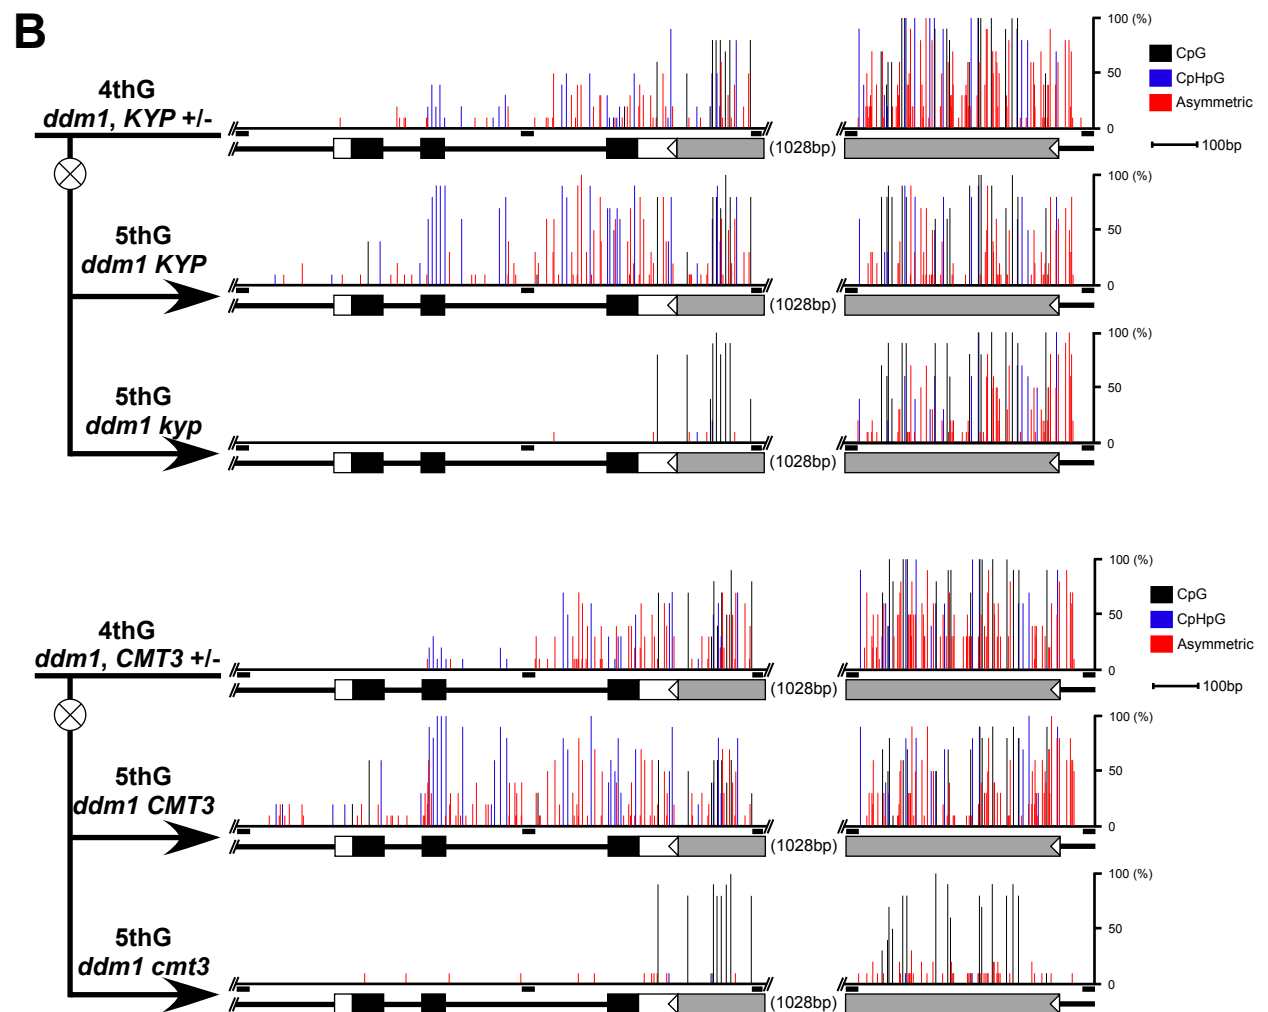 B
4thG
ddm1, KYP +/-
100 (%)
50
0
CpG
CpHpG
Asymmetric
100bp
(1028bp)
5thG
ddm1 KYP
100 (%)
50
0
(1028bp)
5thG
ddm1 kyp
100 (%)
50
0
(1028bp)
4thG
ddm1, CMT3 +/-
100 (%)
50
0
CpG
CpHpG
Asymmetric
100bp
(1028bp)
5thG
ddm1 CMT3
100 (%)
50
0
(1028bp)
5thG
ddm1 cmt3
100 (%)
50
0
(1028bp)